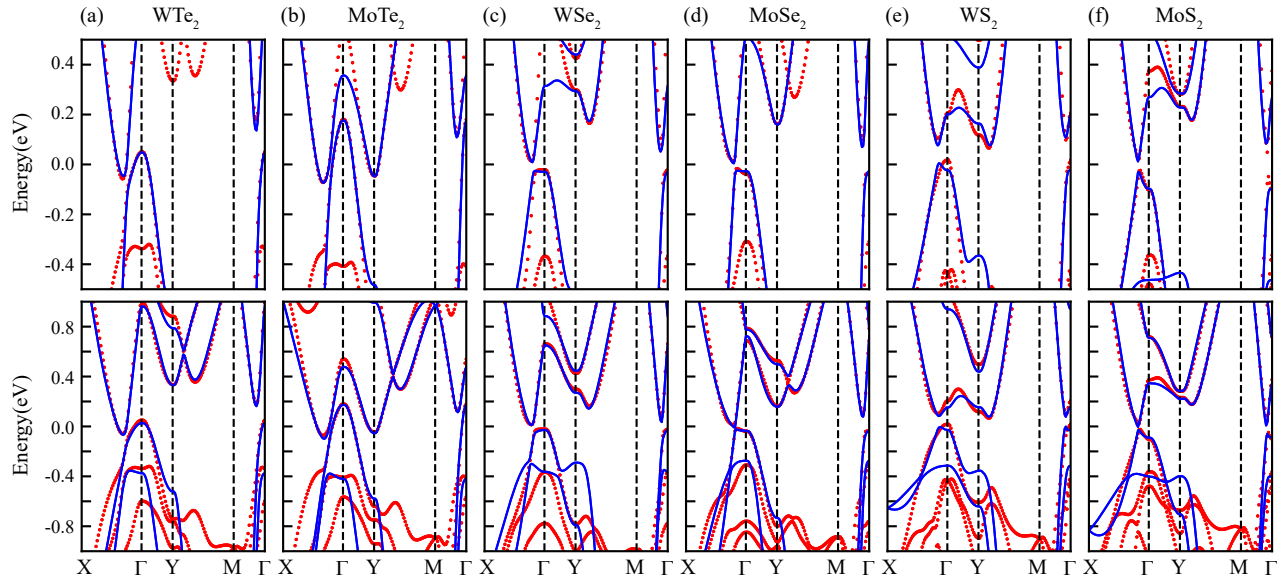 (a) WTe₂ (b) MoTe₂ (c) WSe₂ (d) MoSe₂ (e) WS₂ (f) MoS₂
0.4
0.2
0.0
-0.2
-0.4
Energy(eV)
0.8
0.4
0.0
-0.4
-0.8
Energy(eV)
X Γ Y M Γ X Γ Y M Γ X Γ Y M Γ X Γ Y M Γ X Γ Y M Γ X Γ Y M Γ